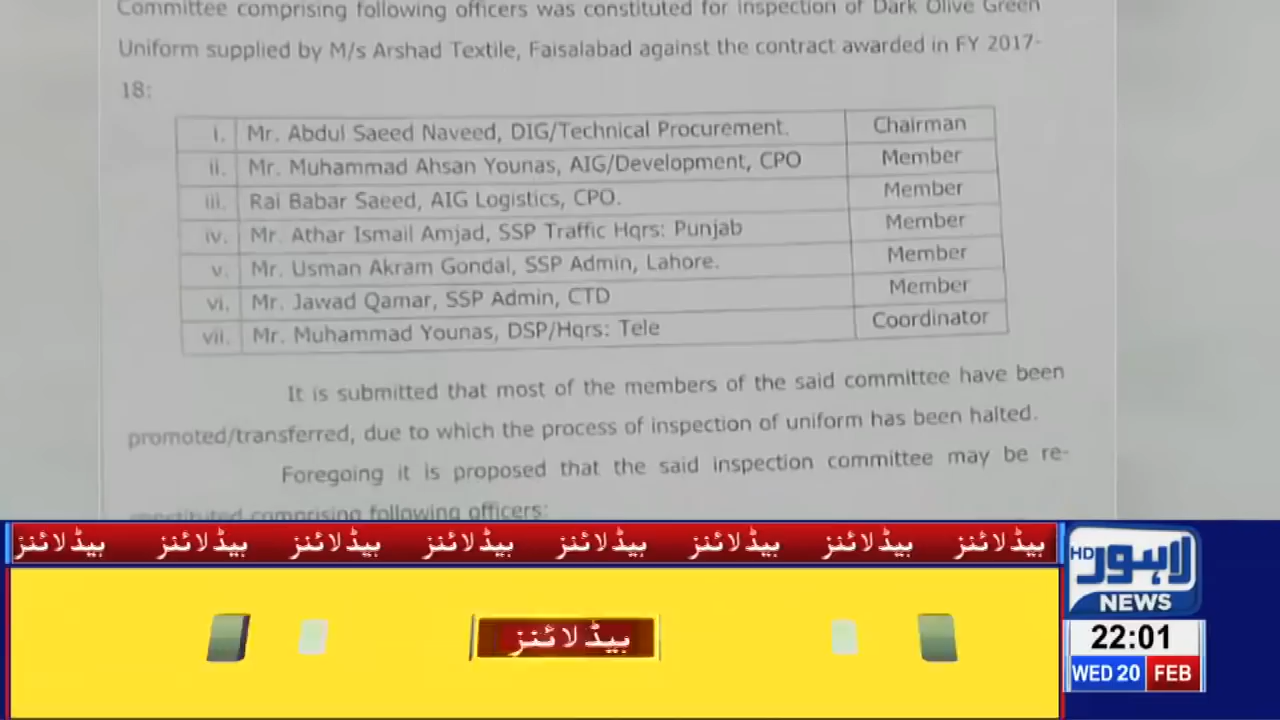 Committee comprising following officers was constituted for inspection of Dark Olive Green
Uniform supplied by M/s Arshad Textile, Faisalabad against the contract awarded in FY 2017-
18:
i. Mr. Abdul Saeed Naveed, DIG/Technical Procurement. Chairman
ii. Mr. Muhammad Ahsan Younas, AIG/Development, CPO Member
iii. Rai Babar Saeed, AIG Logistics, CPO. Member
iv. Mr. Athar Ismail Amjad, SSP Traffic Hqrs: Punjab Member
v. Mr. Usman Akram Gondal, SSP Admin, Lahore. Member
vi. Mr. Jawad Qamar, SSP Admin, CTD Member
vii. Mr. Muhammad Younas, DSP/Hqrs: Tele Coordinator
It is submitted that most of the members of the said committee have been
promoted/transferred, due to which the process of inspection of uniform has been halted.
Foregoing it is proposed that the said inspection committee may be re-
constituted comprising following officers:
ہیڈلائنز ہیڈلائنز ہیڈلائنز ہیڈلائنز ہیڈلائنز ہیڈلائنز ہیڈلائنز ہیڈلائنز
ہیڈلائنز
لاہور HD
NEWS
22:01
WED 20 FEB